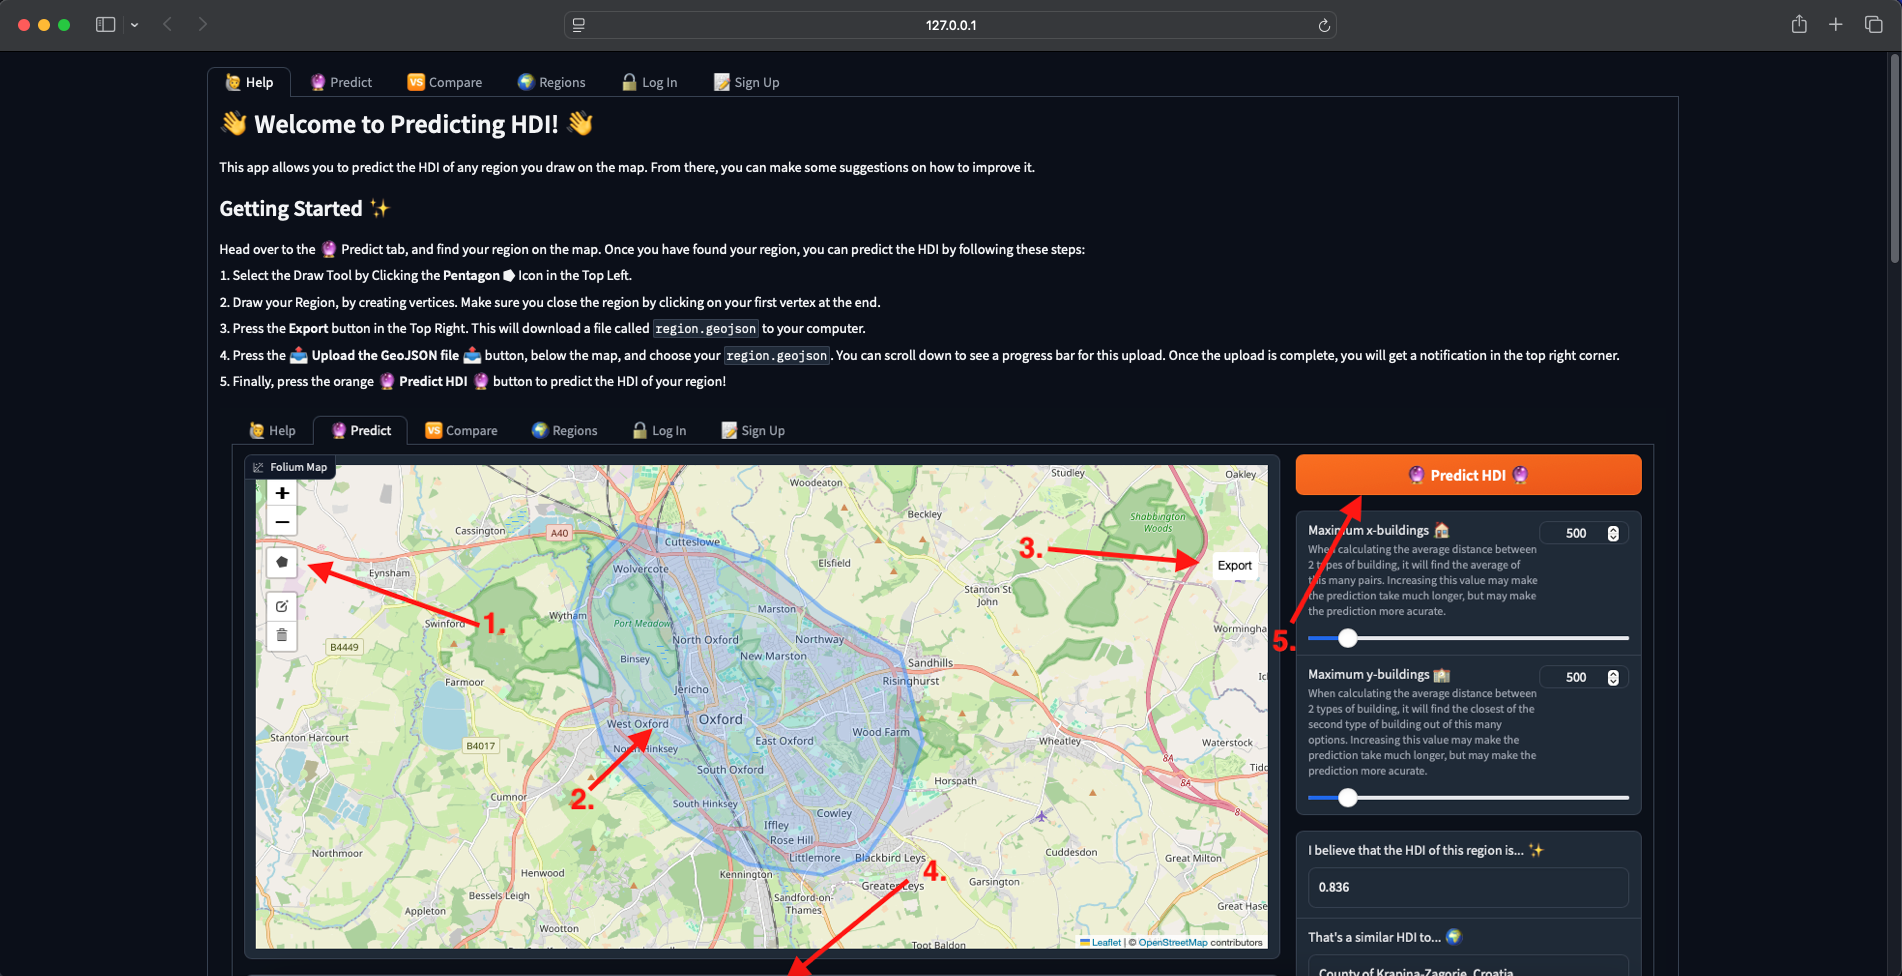 127.0.0.1
Help
Predict
VS Compare
Regions
Log In
Sign Up
Welcome to Predicting HDI!
This app allows you to predict the HDI of any region you draw on the map. From there, you can make some suggestions on how to improve it.
Getting Started
Head over to the Predict tab, and find your region on the map. Once you have found your region, you can predict the HDI by following these steps:
1. Select the Draw Tool by Clicking the Pentagon Icon in the Top Left.
2. Draw your Region, by creating vertices. Make sure you close the region by clicking on your first vertex at the end.
3. Press the Export button in the Top Right. This will download a file called region.geojson to your computer.
4. Press the Upload the GeoJSON file button, below the map, and choose your region.geojson. You can scroll down to see a progress bar for this upload. Once the upload is complete, you will get a notification in the top right corner.
5. Finally, press the orange Predict HDI button to predict the HDI of your region!
Help
Predict
VS Compare
Regions
Log In
Sign Up
Folium Map
+
−
Studley
Oakley
Woodeaton
Beckley
Shabbington
Woods
Cassington
A40
Cutteslowe
3.
Export
Elsfield
Wolvercote
Eynsham
Stanton St
John
Marston
Wytham
Port Meadow
1.
Swinford
Wormingha
North Oxford
Northway
B4449
New Marston
Binsey
Sandhills
Risinghurst
Farmoor
Jericho
West Oxford
Oxford
Wood Farm
Stanton Harcourt
B4017
North Hinksey
East Oxford
Wheatley
Waterstock
8A
South Oxford
Horspath
8A
2.
Cumnor
South Hinksey
Cowley
Iffley
Rose Hill
Northmoor
Littlemore
Blackbird Leys
Cuddesdon
Great Milton
Henwood
Kennington
4.
Greater Leys
Garsington
Bessels Leigh
Sandford-on-
Thames
Appleton
Great Hase
Wootton
Toot Baldon
Leaflet | © OpenStreetMap contributors
Predict HDI
5.
Maximum x-buildings
500
When calculating the average distance between
2 types of building, it will find the average of
this many pairs. Increasing this value may make
the prediction take much longer, but may make
the prediction more acurate.
Maximum y-buildings
500
When calculating the average distance between
2 types of building, it will find the closest of the
second type of building out of this many
options. Increasing this value may make the
prediction take much longer, but may make the
prediction more acurate.
I believe that the HDI of this region is...
0.836
That's a similar HDI to...
County of Krapina-Zagorje, Croatia